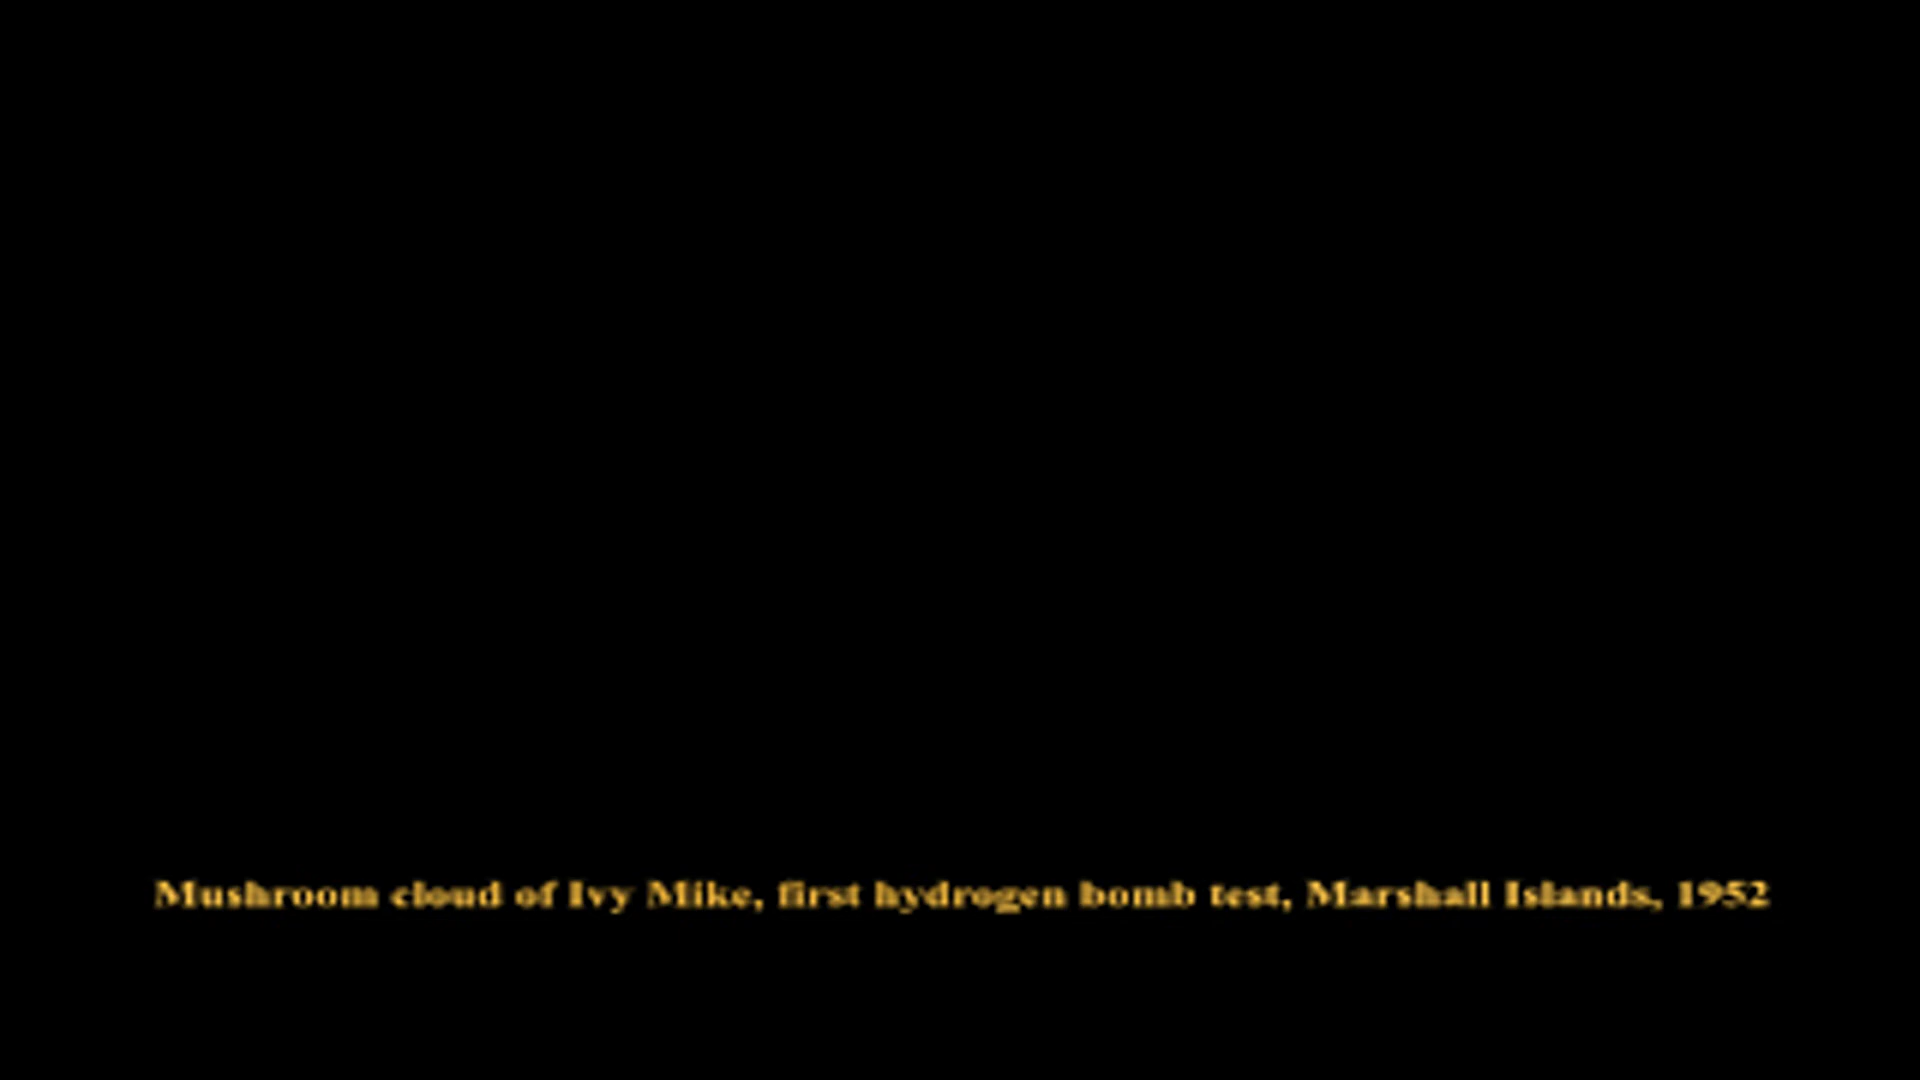 Mushroom cloud of Ivy Mike, first hydrogen bomb test, Marshall Islands, 1952